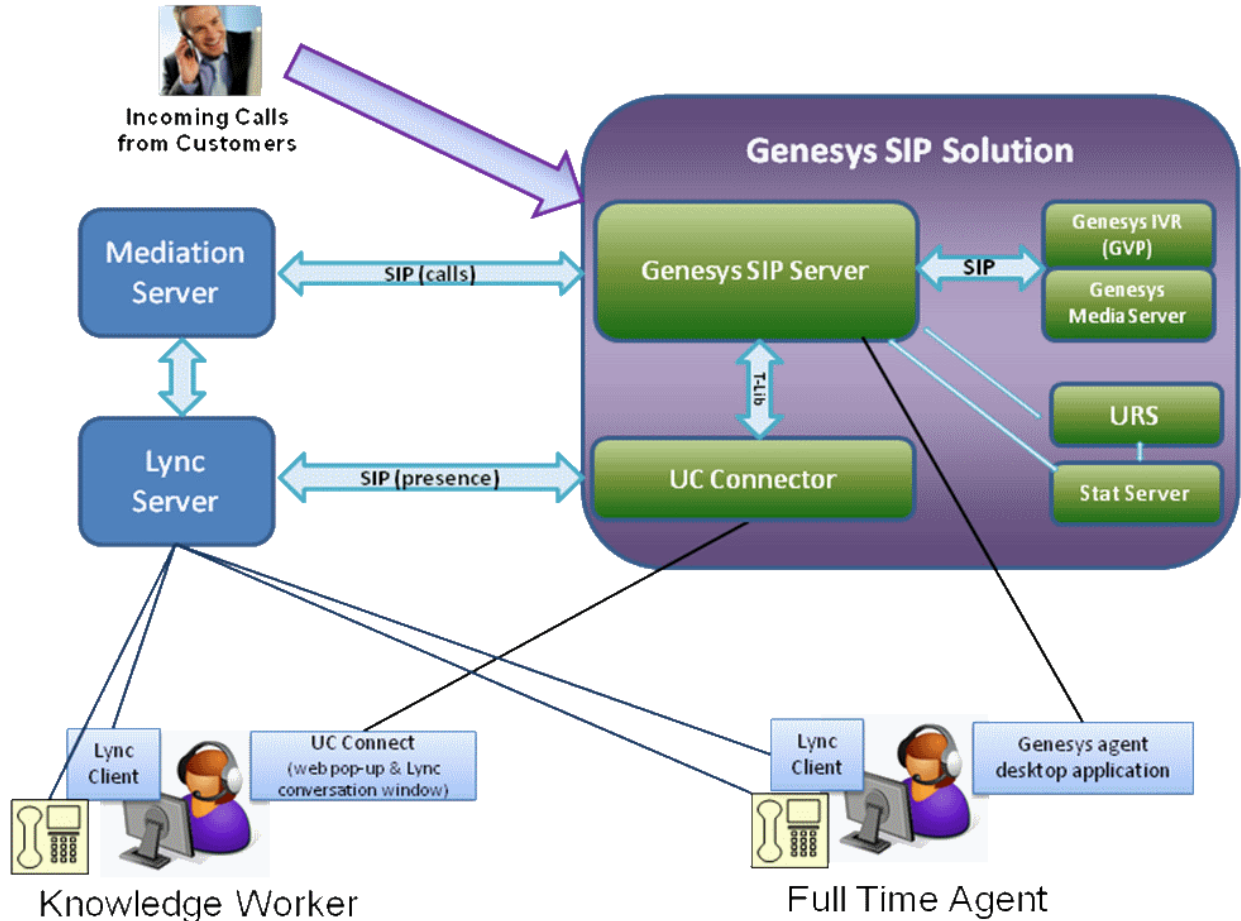 Incoming Calls
from Customers
Genesys SIP Solution
Mediation
Server
SIP (calls)
Genesys SIP Server
SIP
Genesys IVR
(GVP)
Genesys
Media Server
T-Lib
URS
Lync
Server
SIP (presence)
UC Connector
Stat Server
Lync
Client
UC Connect
(web pop-up & Lync
conversation window)
Lync
Client
Genesys agent
desktop application
Knowledge Worker
Full Time Agent